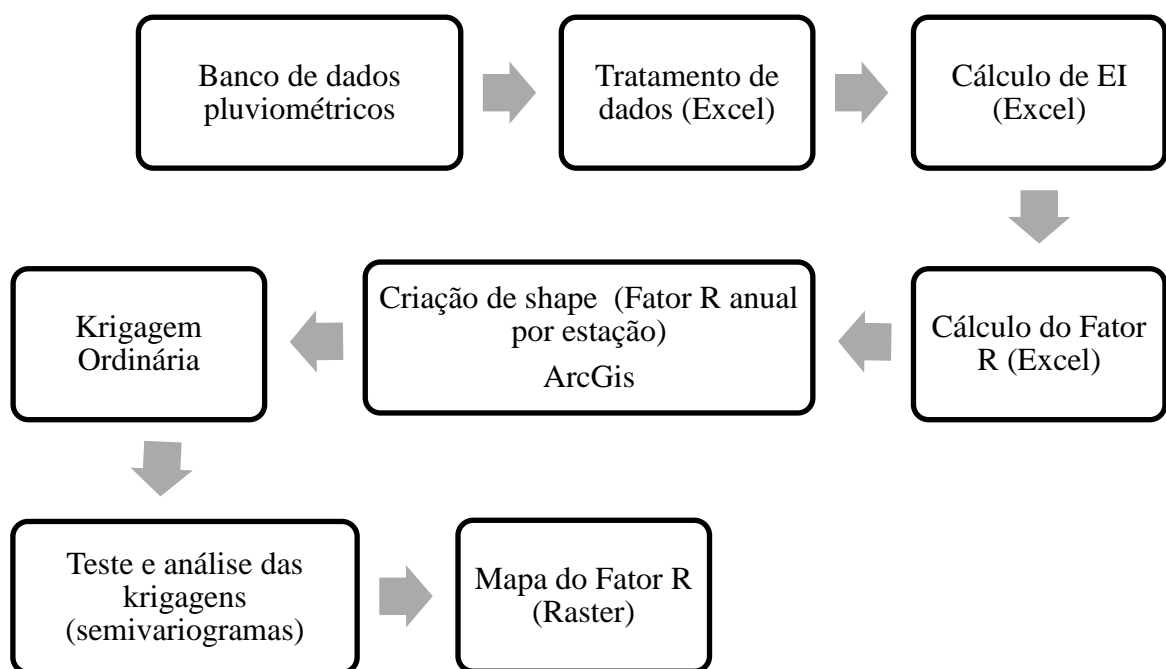 Banco de dados
pluviométricos
Tratamento de
dados (Excel)
Cálculo de EI
(Excel)
Cálculo do Fator
R (Excel)
Criação de shape (Fator R anual
por estação)
ArcGis
Krigagem
Ordinária
Teste e análise das
krigagens
(semivariogramas)
Mapa do Fator R
(Raster)